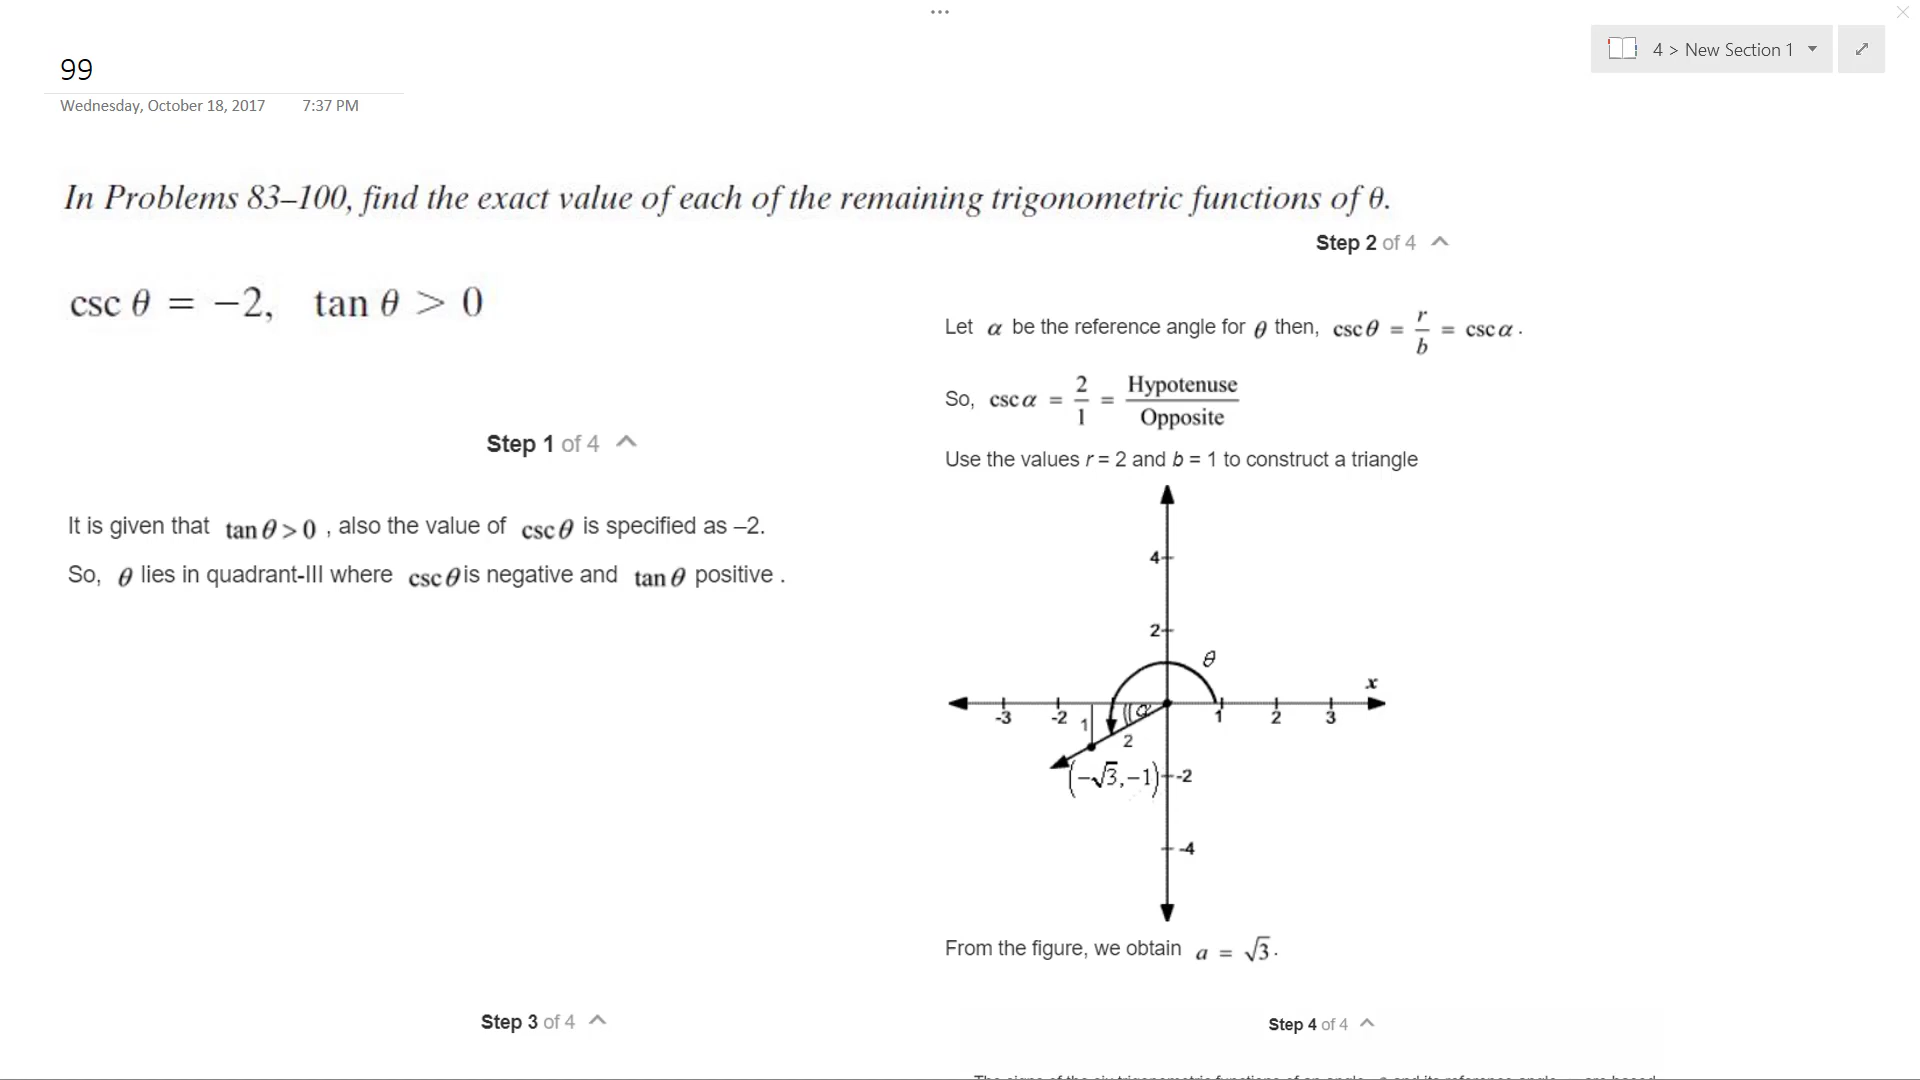 ...
4 > New Section 1
99
Wednesday, October 18, 2017 7:37 PM
In Problems 83–100, find the exact value of each of the remaining trigonometric functions of θ.
csc θ = −2, tan θ > 0
Step 1 of 4
It is given that tan θ > 0 , also the value of csc θ is specified as –2.
So, θ lies in quadrant-III where csc θ is negative and tan θ positive .
Step 2 of 4
Let α be the reference angle for θ then, csc θ = r/b = csc α .
So, csc α = 2/1 = Hypotenuse/Opposite
Use the values r = 2 and b = 1 to construct a triangle
4
2
θ
x
-3 -2 1 2 3
α
1
2
(−√3,−1)
-2
-4
From the figure, we obtain a = √3.
Step 3 of 4
Step 4 of 4